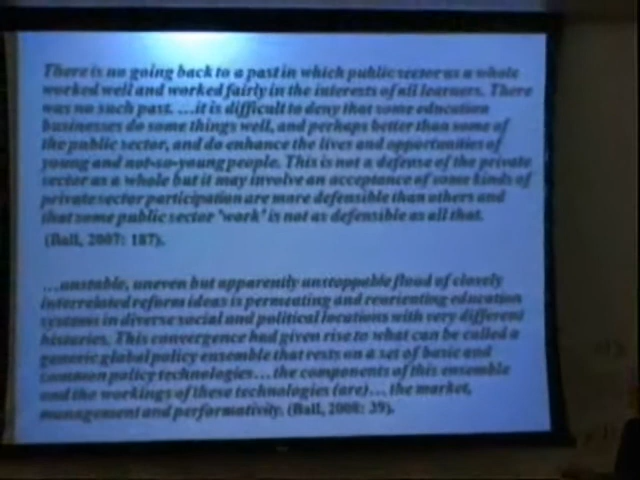 There is no going back to a past in which public sector as a whole
worked well and worked fairly in the interests of all learners. There
was no such past. ...it is difficult to deny that some education
businesses do some things well, and perhaps better than some of
the public sector, and do enhance the lives and opportunities of
young and not-so-young people. This is not a defense of the private
sector as a whole but it may involve an acceptance of some kinds of
private sector participation are more defensible than others and
that some public sector 'work' is not as defensible as all that.
(Ball, 2007: 187).
...unstable, uneven but apparently unstoppable flood of closely
interrelated reform ideas is permeating and reorienting education
systems in diverse social and political locations with very different
histories. This convergence had given rise to what can be called a
generic global policy ensemble that rests on a set of basic and
common policy technologies... the components of this ensemble
and the workings of these technologies (are)... the market,
management and performativity. (Ball, 2008: 39).